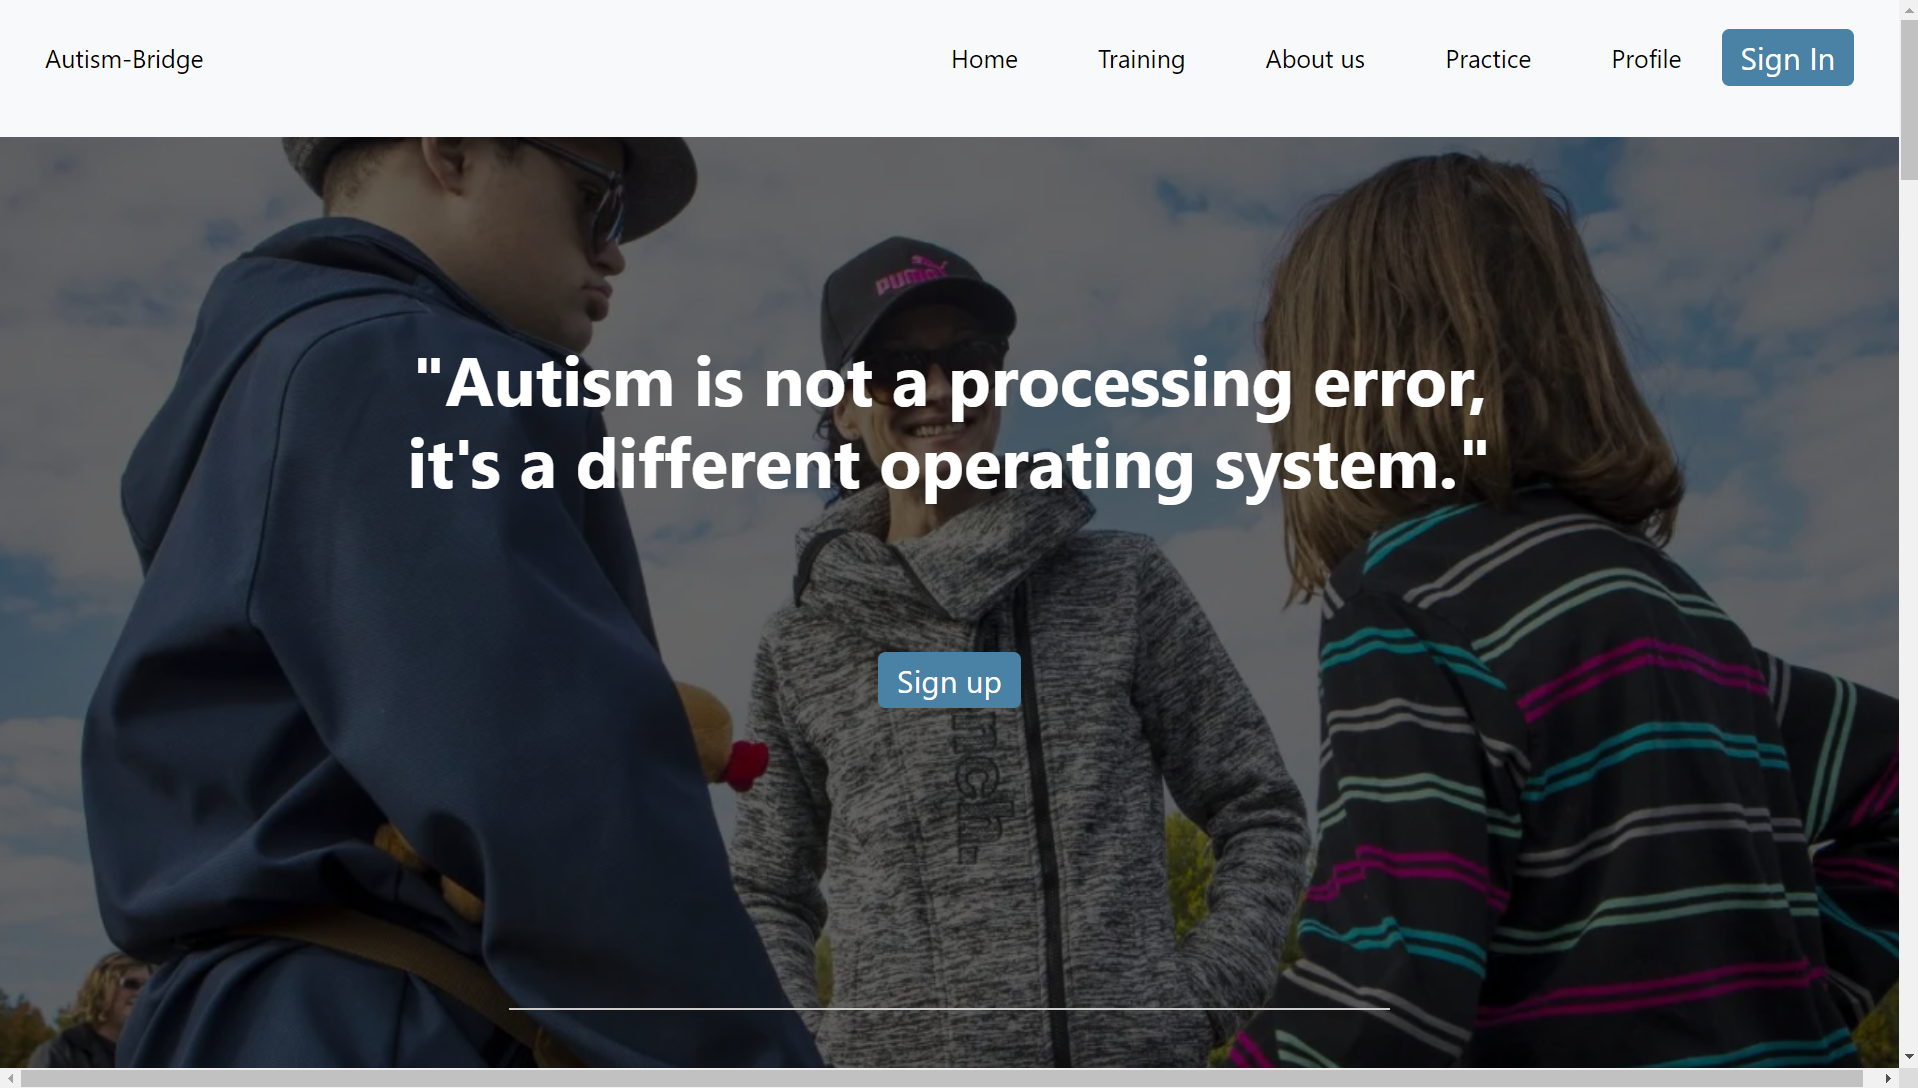 Autism-Bridge
Home
Training
About us
Practice
Profile
Sign In
PUMA
"Autism is not a processing error,
it's a different operating system."
Sign up